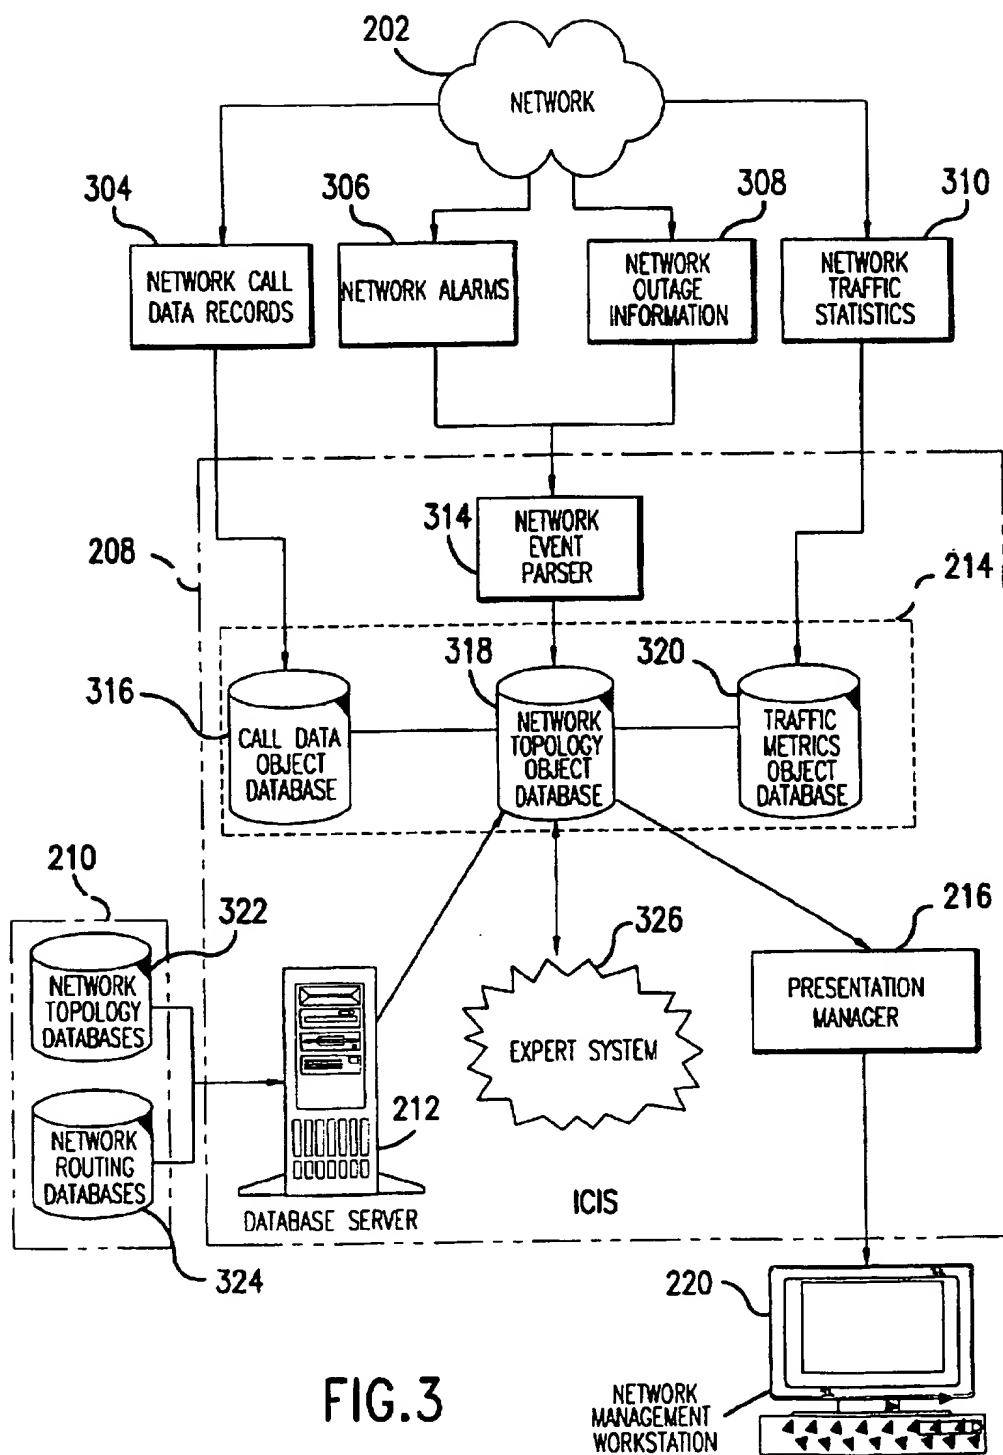 202
NETWORK
304
306
308
310
NETWORK CALL
DATA RECORDS
NETWORK ALARMS
NETWORK
OUTAGE
INFORMATION
NETWORK
TRAFFIC
STATISTICS
208
314
NETWORK
EVENT
PARSER
214
316
CALL DATA
OBJECT
DATABASE
318
NETWORK
TOPOLOGY
OBJECT
DATABASE
320
TRAFFIC
METRICS
OBJECT
DATABASE
210
322
NETWORK
TOPOLOGY
DATABASES
NETWORK
ROUTING
DATABASES
324
212
DATABASE SERVER
326
EXPERT SYSTEM
216
PRESENTATION
MANAGER
ICIS
220
NETWORK
MANAGEMENT
WORKSTATION
FIG.3